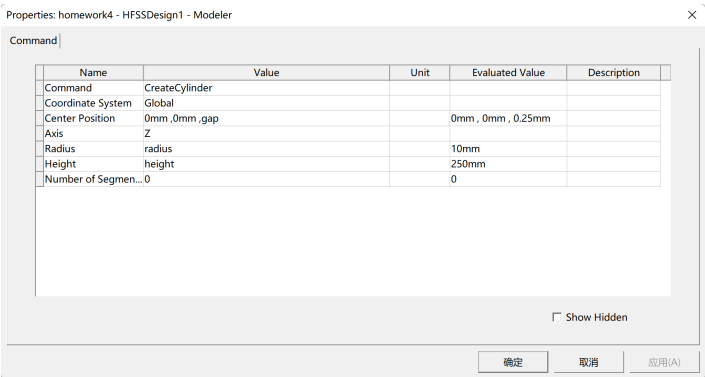 Properties: homework4 - HFSSDesign1 - Modeler
Command
Name Value Unit Evaluated Value Description
Command CreateCylinder
Coordinate System Global
Center Position 0mm ,0mm ,gap 0mm , 0mm , 0.25mm
Axis Z
Radius radius 10mm
Height height 250mm
Number of Segmen... 0 0
Show Hidden
确定 取消 应用(A)